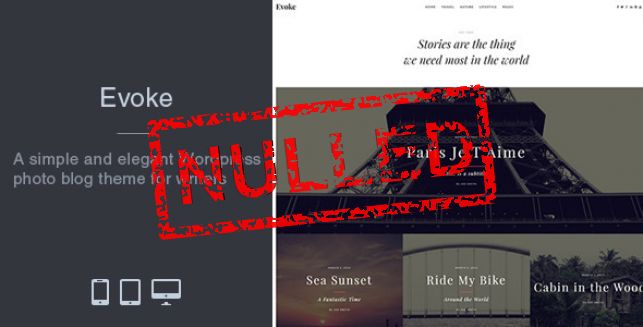 Evoke
A simple and elegant Wordpress
photo blog theme for writers
NULLED
Evoke
HOME TRAVEL NATURE LIFESTYLE PAGES
Stories are the thing
we need most in the world
Paris Je T'Aime
Sea Sunset
A Fantastic Time
Ride My Bike
Around the World
Cabin in the Wood